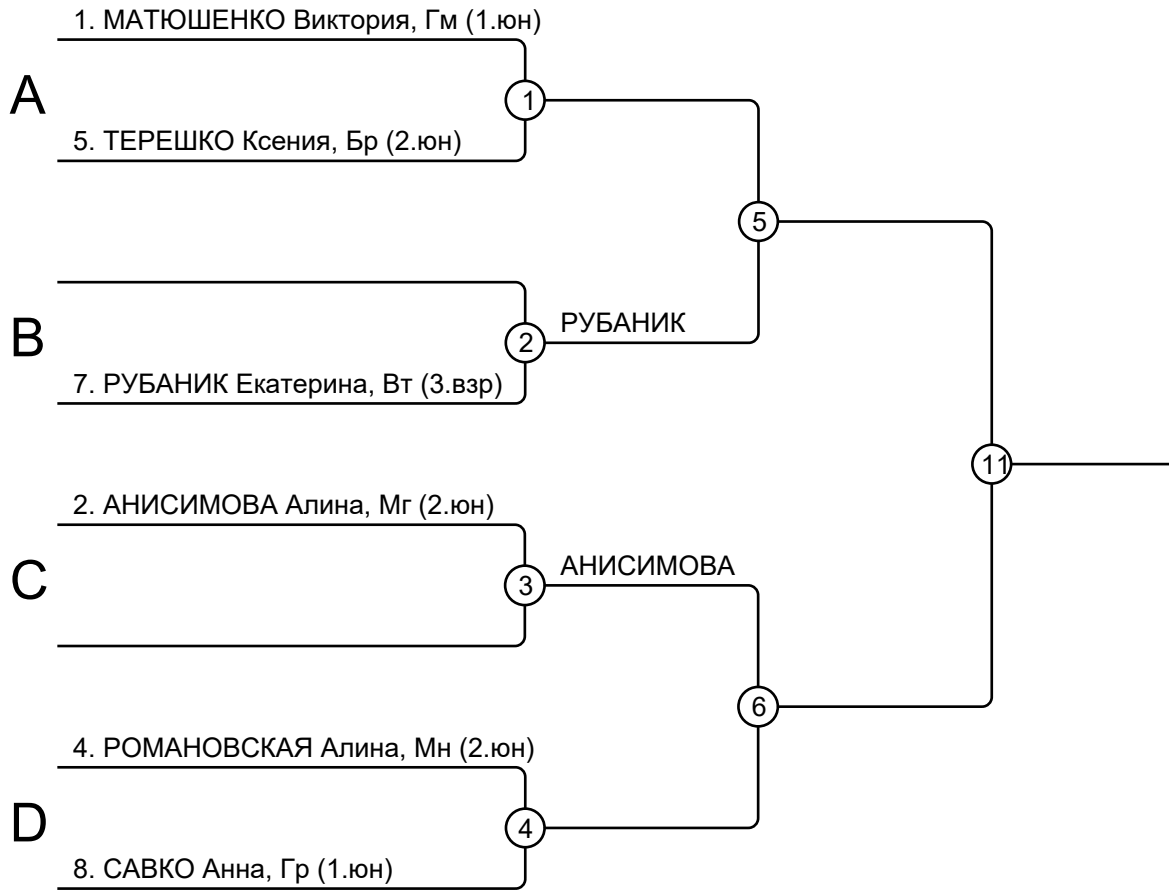 1. МАТЮШЕНКО Виктория, Гм (1.юн)
A
1
5. ТЕРЕШКО Ксения, Бр (2.юн)
5
B
2
РУБАНИК
7. РУБАНИК Екатерина, Вт (3.взр)
11
2. АНИСИМОВА Алина, Мг (2.юн)
C
3
АНИСИМОВА
6
4. РОМАНОВСКАЯ Алина, Мн (2.юн)
D
4
8. САВКО Анна, Гр (1.юн)